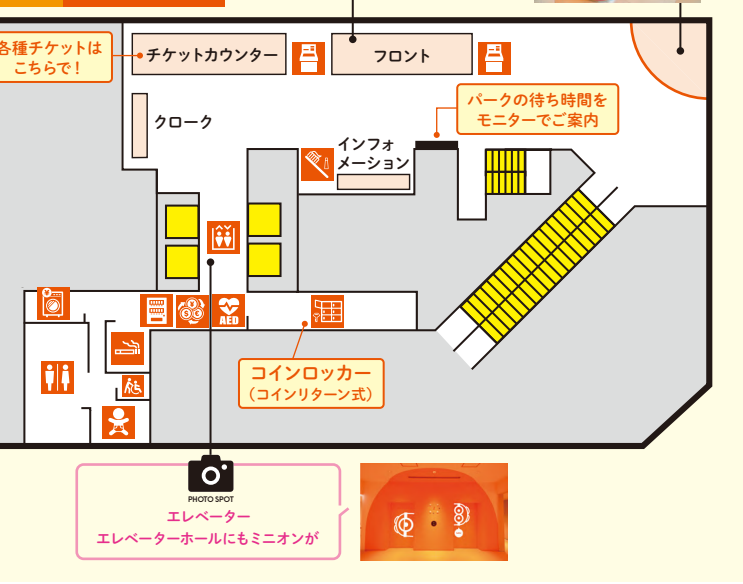 各種チケットは
こちらで！
チケットカウンター
フロント
クローク
パークの待ち時間を
モニターでご案内
インフォ
メーション
AED
コインロッカー
（コインリターン式）
PHOTO SPOT
エレベーター
エレベーターホールにもミニオンが